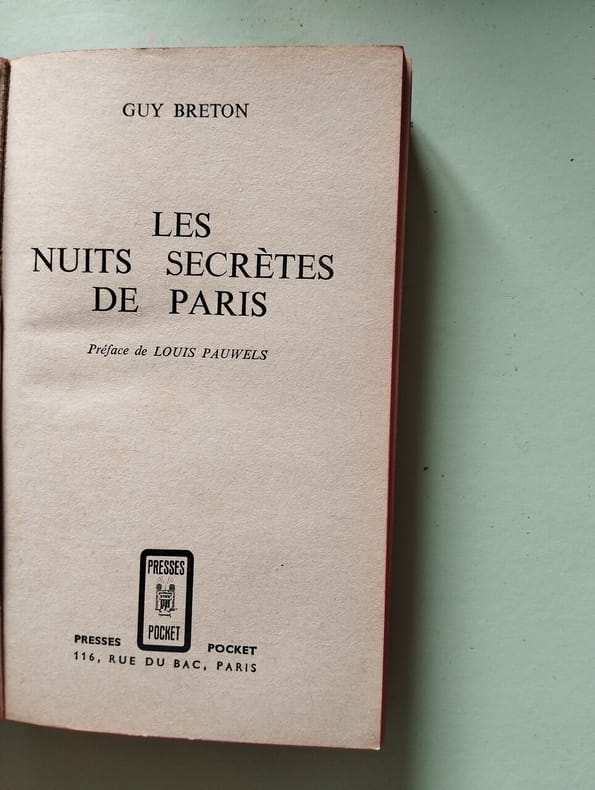 GUY BRETON
LES
NUITS SECRÈTES
DE PARIS
Préface de LOUIS PAUWELS
PRESSES
POCKET
PRESSES POCKET
116, RUE DU BAC, PARIS